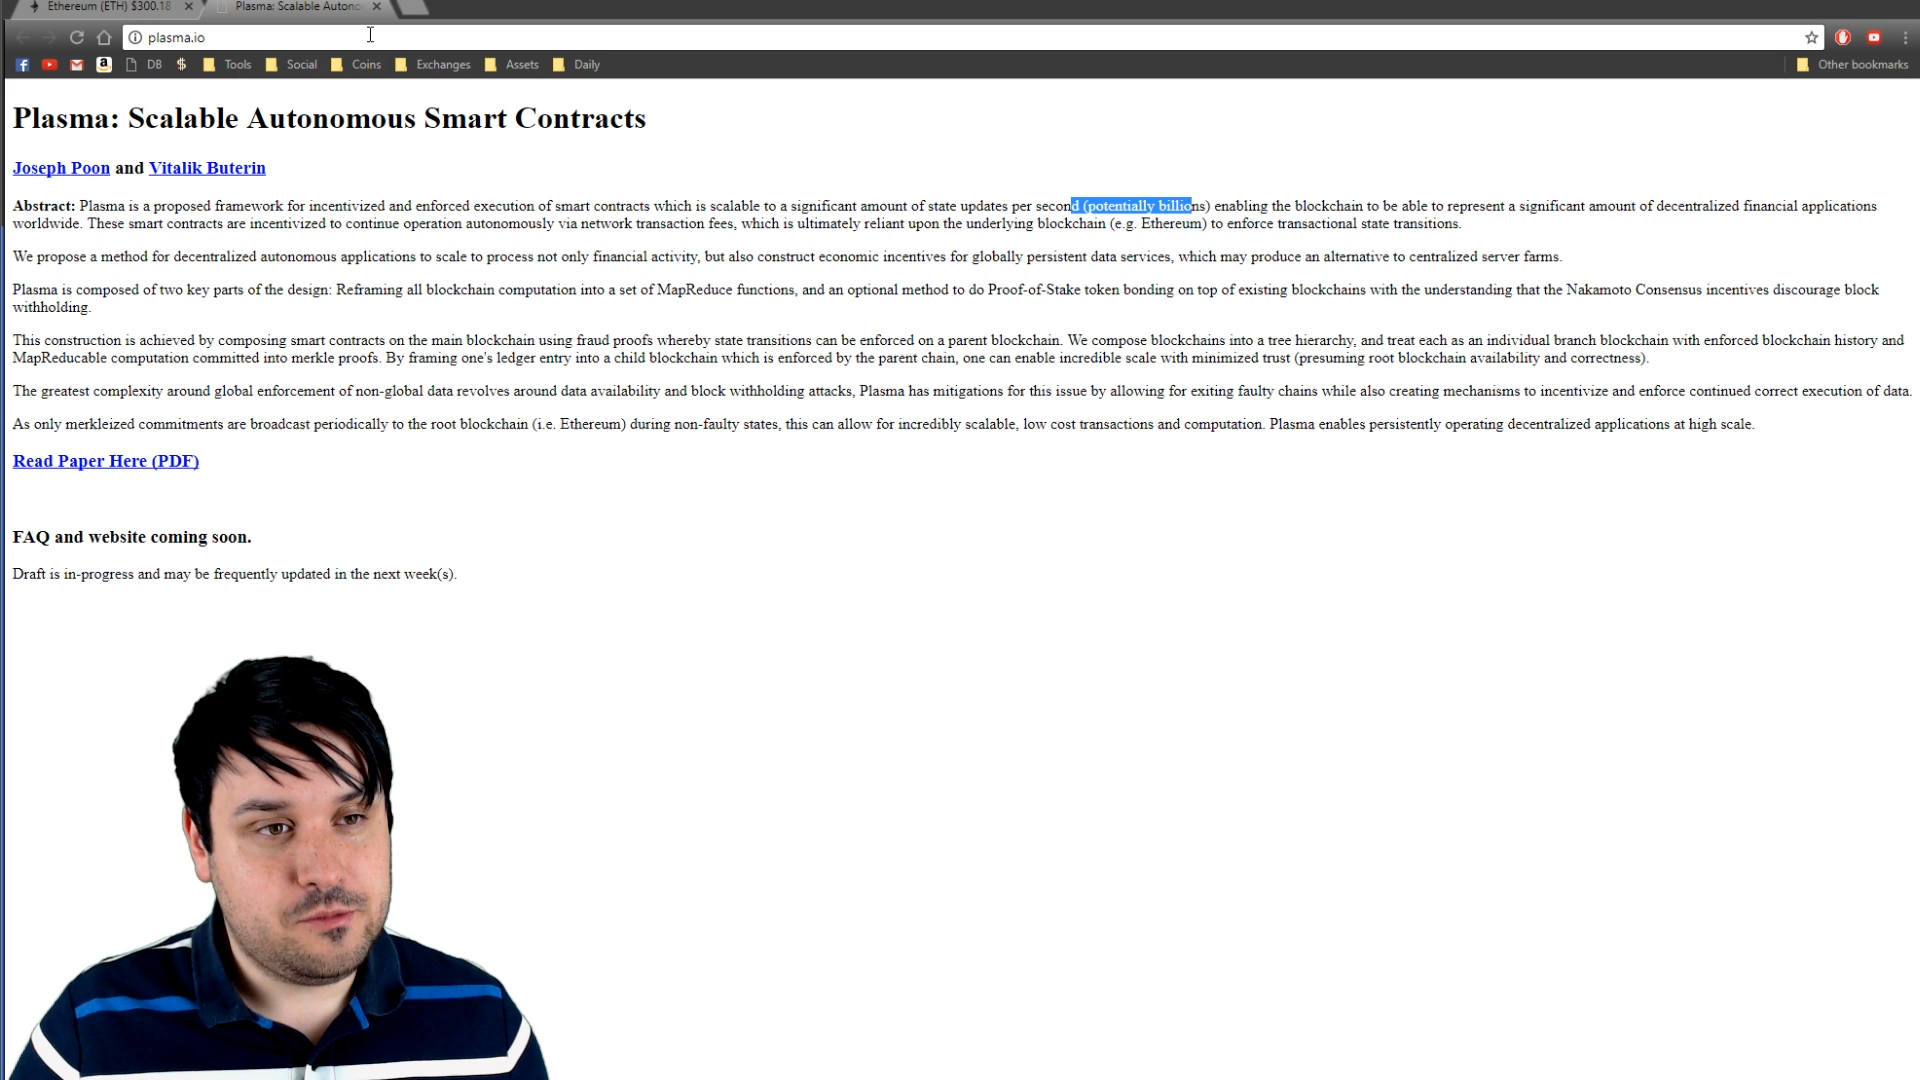 Ethereum (ETH) $300.18
Plasma: Scalable Autono
plasma.io
DB
Tools
Social
Coins
Exchanges
Assets
Daily
Other bookmarks
Plasma: Scalable Autonomous Smart Contracts
Joseph Poon and Vitalik Buterin
Abstract: Plasma is a proposed framework for incentivized and enforced execution of smart contracts which is scalable to a significant amount of state updates per second (potentially billions) enabling the blockchain to be able to represent a significant amount of decentralized financial applications
worldwide. These smart contracts are incentivized to continue operation autonomously via network transaction fees, which is ultimately reliant upon the underlying blockchain (e.g. Ethereum) to enforce transactional state transitions.
We propose a method for decentralized autonomous applications to scale to process not only financial activity, but also construct economic incentives for globally persistent data services, which may produce an alternative to centralized server farms.
Plasma is composed of two key parts of the design: Reframing all blockchain computation into a set of MapReduce functions, and an optional method to do Proof-of-Stake token bonding on top of existing blockchains with the understanding that the Nakamoto Consensus incentives discourage block
withholding.
This construction is achieved by composing smart contracts on the main blockchain using fraud proofs whereby state transitions can be enforced on a parent blockchain. We compose blockchains into a tree hierarchy, and treat each as an individual branch blockchain with enforced blockchain history and
MapReducable computation committed into merkle proofs. By framing one's ledger entry into a child blockchain which is enforced by the parent chain, one can enable incredible scale with minimized trust (presuming root blockchain availability and correctness).
The greatest complexity around global enforcement of non-global data revolves around data availability and block withholding attacks, Plasma has mitigations for this issue by allowing for exiting faulty chains while also creating mechanisms to incentivize and enforce continued correct execution of data.
As only merkleized commitments are broadcast periodically to the root blockchain (i.e. Ethereum) during non-faulty states, this can allow for incredibly scalable, low cost transactions and computation. Plasma enables persistently operating decentralized applications at high scale.
Read Paper Here (PDF)
FAQ and website coming soon.
Draft is in-progress and may be frequently updated in the next week(s).